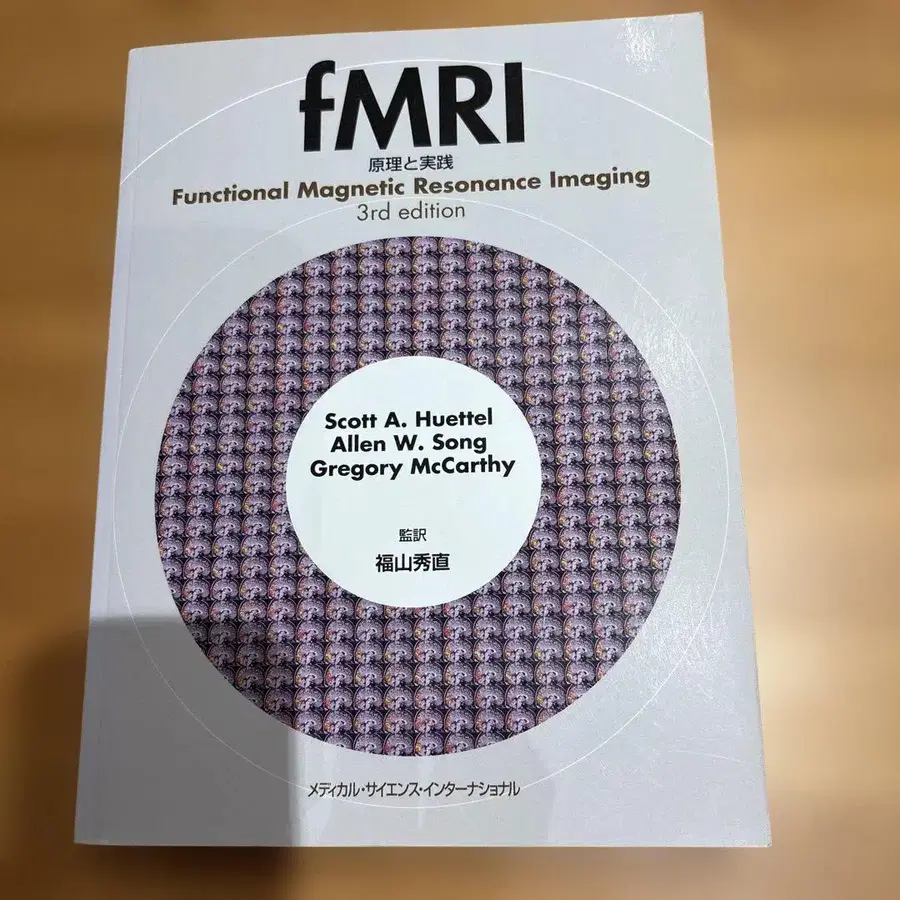 fMRI
原理と実践
Functional Magnetic Resonance Imaging
3rd edition
Scott A. Huettel
Allen W. Song
Gregory McCarthy
監訳
福山秀直
メディカル・サイエンス・インターナショナル